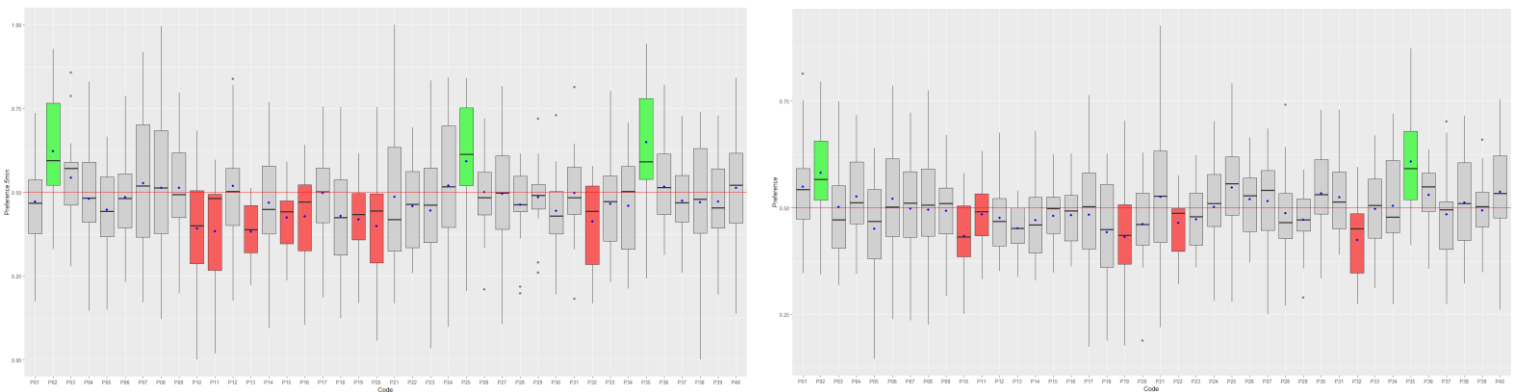 1.00
0.75
0.50
0.25
0.00
Preference 5min
P01 P02 P03 P04 P05 P06 P07 P08 P09 P10 P11 P12 P13 P14 P15 P16 P17 P18 P19 P20 P21 P22 P23 P24 P25 P26 P27 P28 P29 P30 P31 P32 P33 P34 P35 P36 P37 P38 P39 P40
Code
0.75
0.50
0.25
Preference
P01 P02 P03 P04 P05 P06 P07 P08 P09 P10 P11 P12 P13 P14 P15 P16 P17 P18 P19 P20 P21 P22 P23 P24 P25 P26 P27 P28 P29 P30 P31 P32 P33 P34 P35 P36 P37 P38 P39 P40
Code